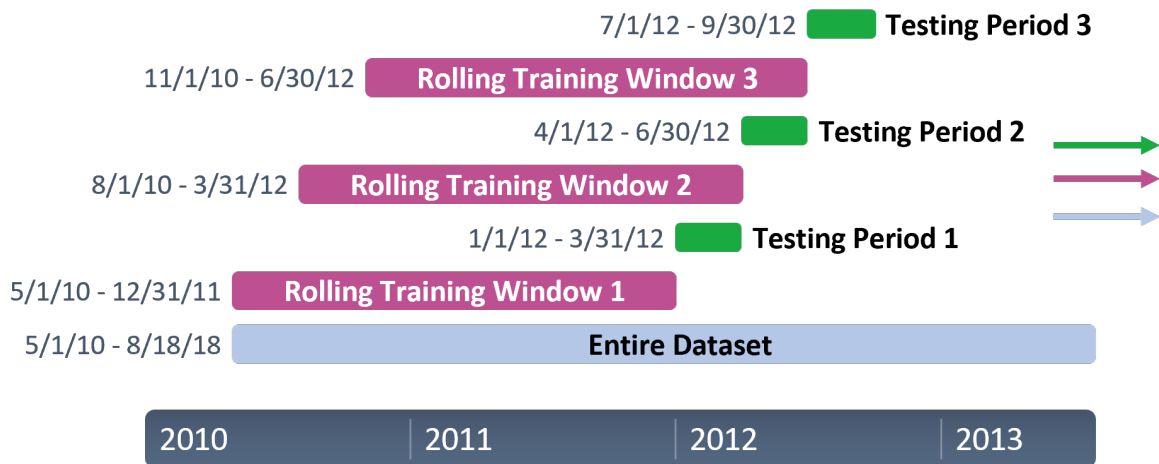 7/1/12 - 9/30/12 Testing Period 3
11/1/10 - 6/30/12 Rolling Training Window 3
4/1/12 - 6/30/12 Testing Period 2
8/1/10 - 3/31/12 Rolling Training Window 2
1/1/12 - 3/31/12 Testing Period 1
5/1/10 - 12/31/11 Rolling Training Window 1
5/1/10 - 8/18/18 Entire Dataset
2010 2011 2012 2013